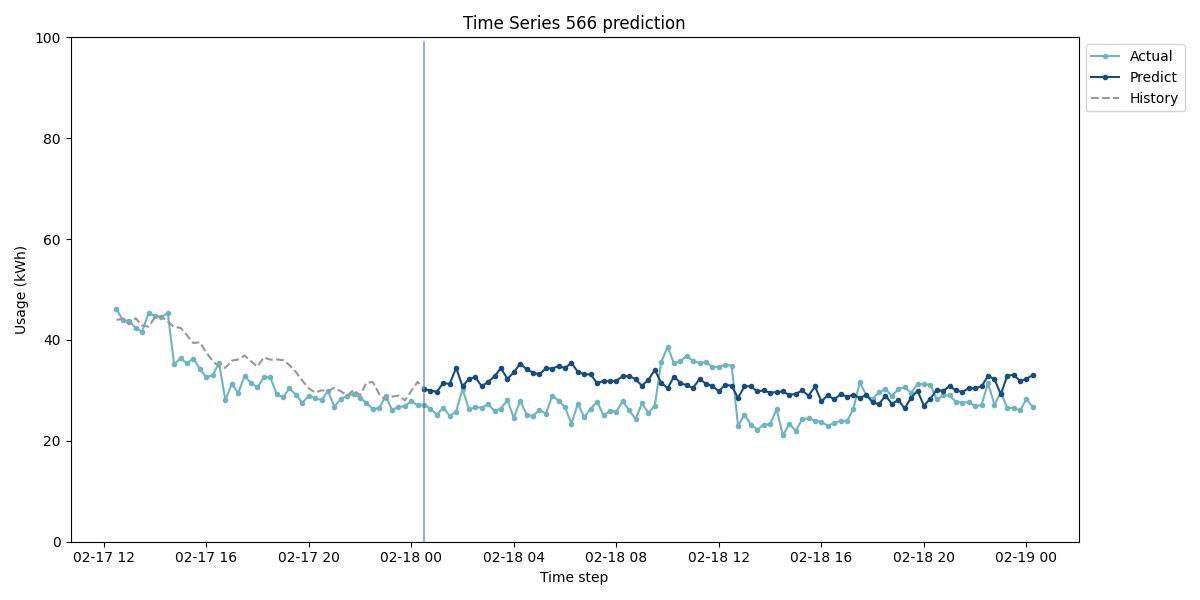 Time Series 566 prediction
100
80
60
40
20
0
Usage (kWh)
02-17 12
02-17 16
02-17 20
02-18 00
02-18 04
02-18 08
02-18 12
02-18 16
02-18 20
02-19 00
Time step
Actual
Predict
History